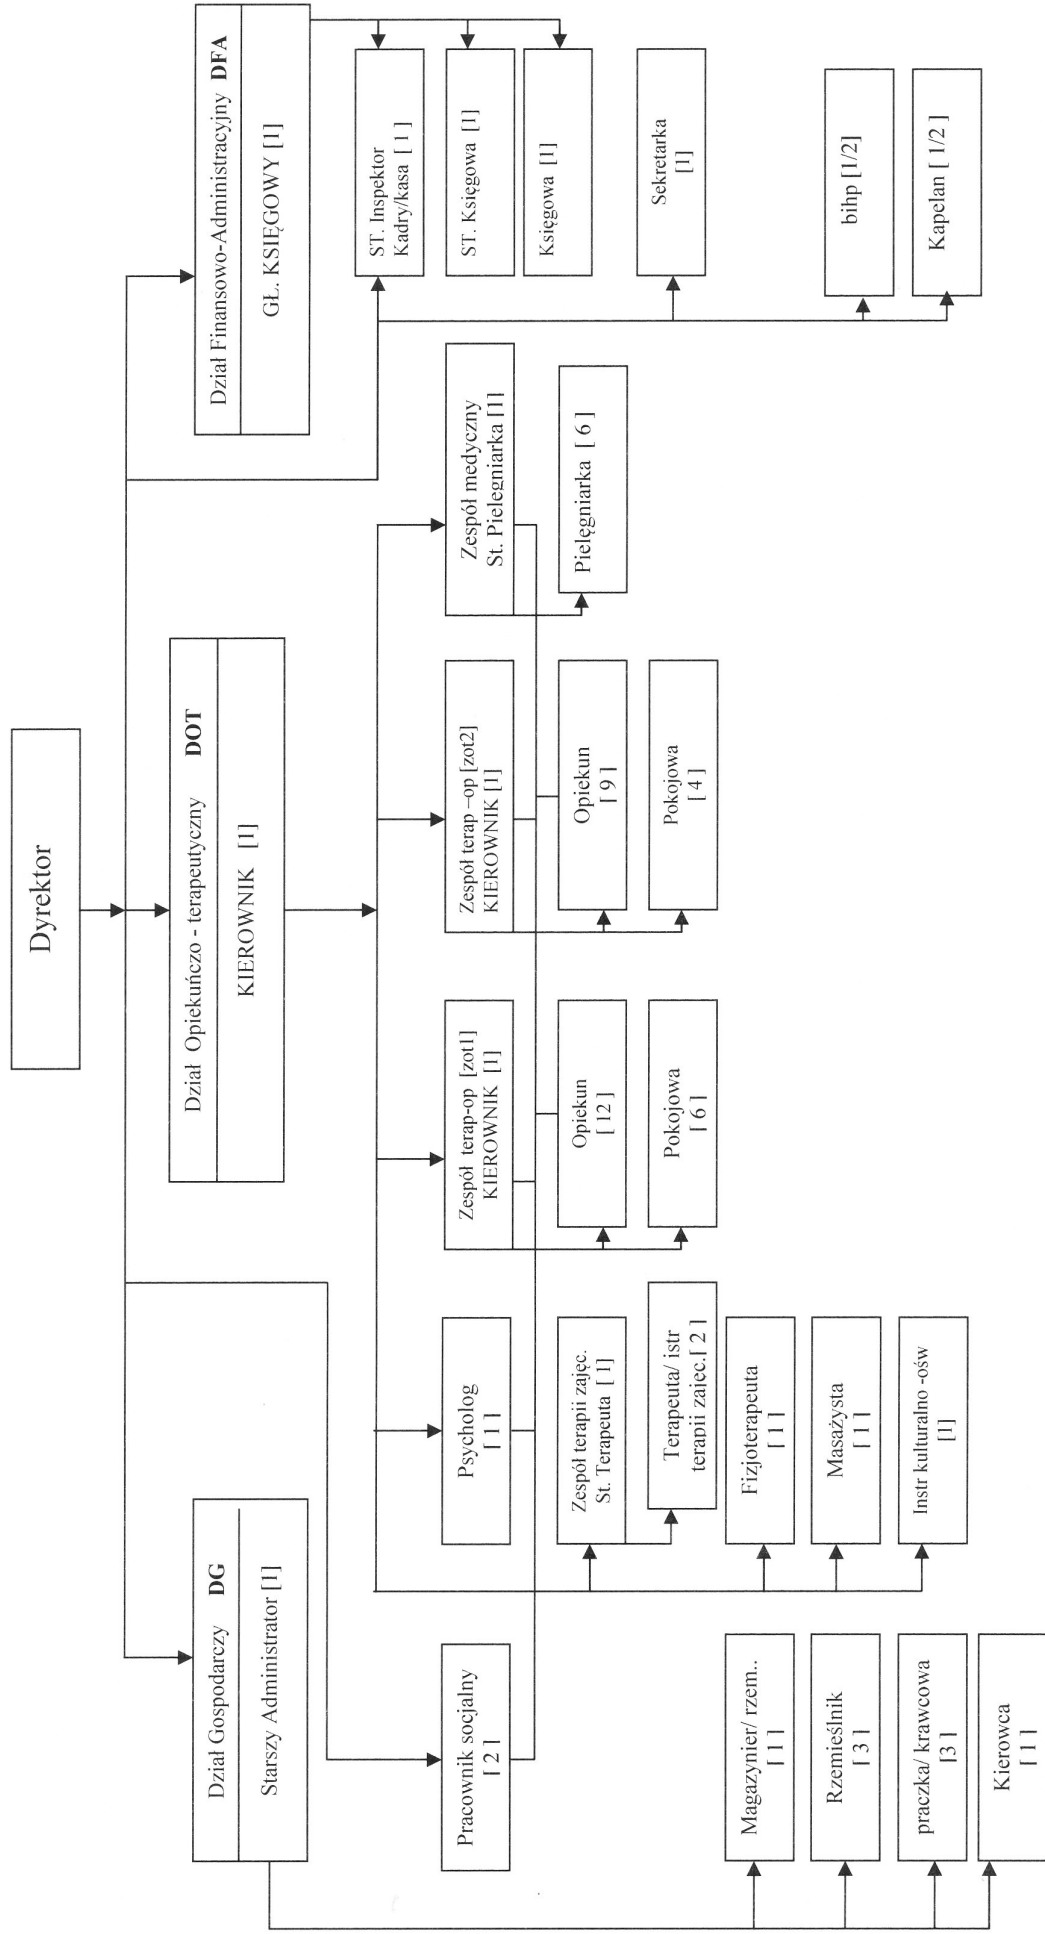 Dyrektor
Dział Gospodarczy DG
Starszy Administrator [1]
Dział Opiekuńczo - terapeutyczny DOT
KIEROWNIK [1]
Dział Finansowo-Administracyjny DFA
GŁ. KSIĘGOWY [1]
ST. Inspektor
Kadry/kasa [ 1 ]
ST. Księgowa [1]
Księgowa [1]
Sekretarka
[1]
bihp [1/2]
Kapelan [ 1/2 ]
Pracownik socjalny
[ 2 ]
Psycholog
[ 1 ]
Zespół terap-op [zot1]
KIEROWNIK [1]
Zespół terap –op [zot2]
KIEROWNIK [1]
Zespół medyczny
St. Pielegniarka [1]
Zespół terapii zajęc.
St. Terapeuta [ 1]
Opiekun
[ 12 ]
Opiekun
[ 9 ]
Pielęgniarka [ 6 ]
Terapeuta/ istr
terapii zajec.[ 2 ]
Pokojowa
[ 6 ]
Pokojowa
[ 4 ]
Magazynier/ rzem..
[ 1 ]
Fizjoterapeuta
[ 1 ]
Rzemieślnik
[ 3 ]
Masażysta
[ 1 ]
praczka/ krawcowa
[3 ]
Instr kulturalno -ośw
[1]
Kierowca
[ 1 ]